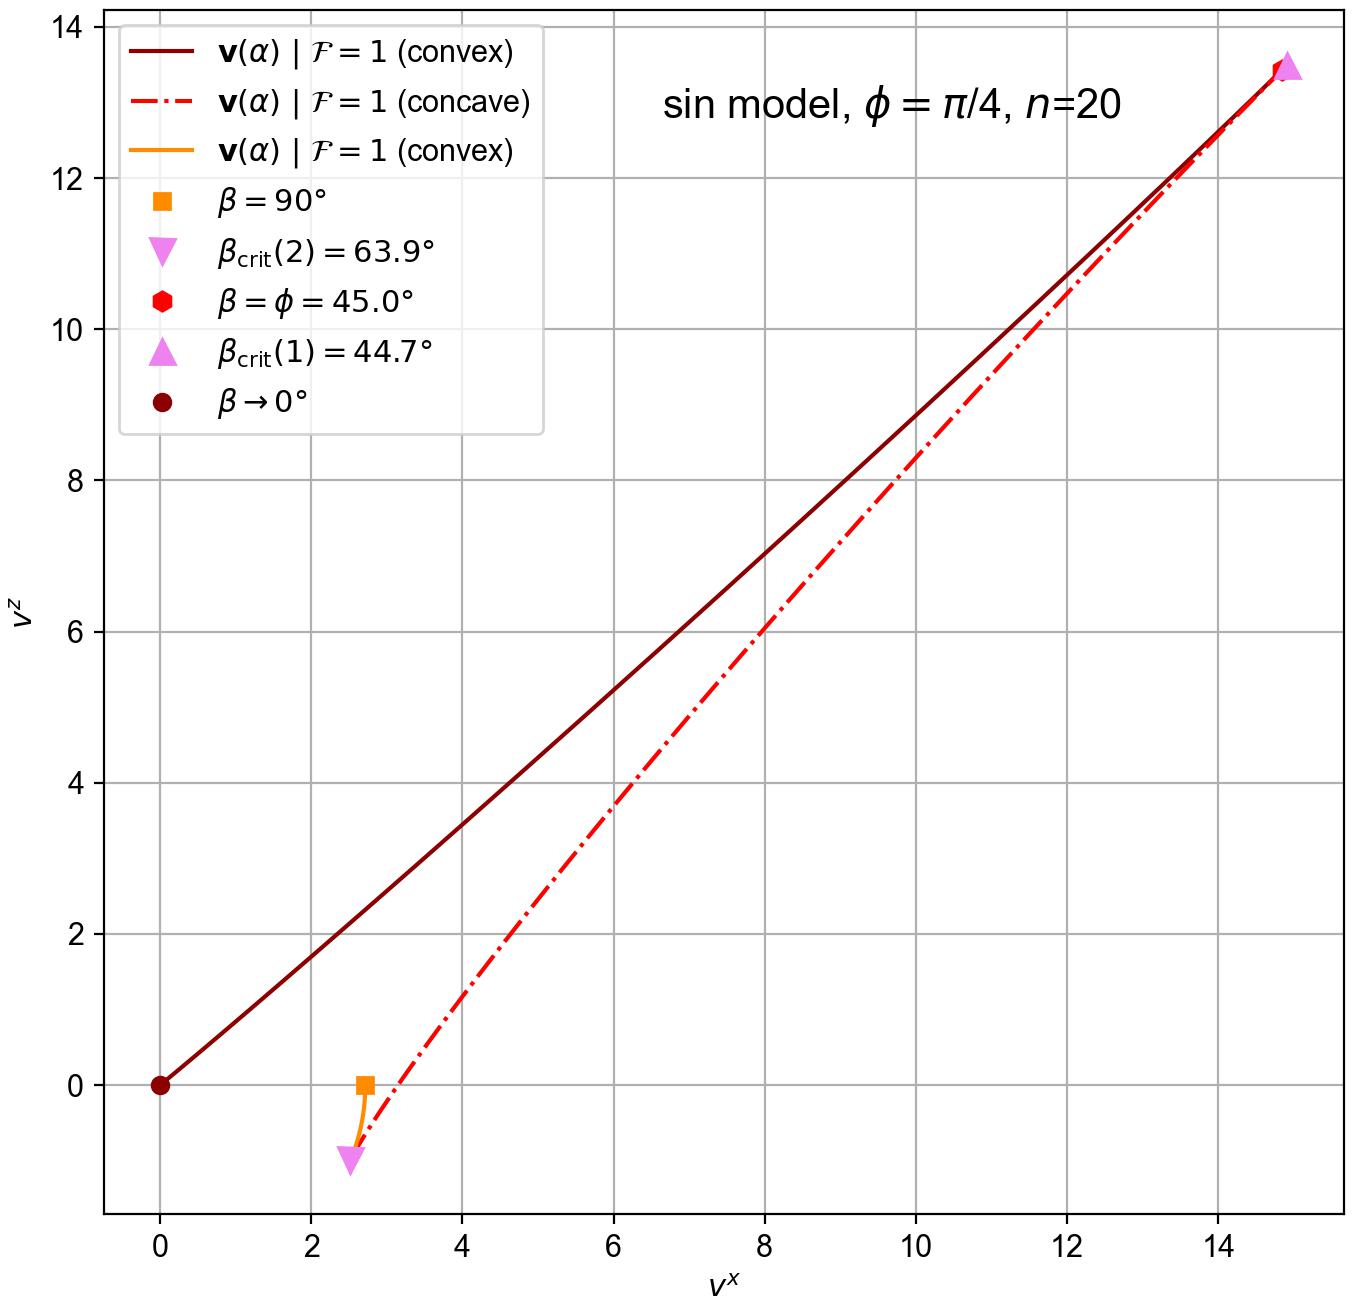 14
12
10
8
6
4
2
0
v^z
𝐯(α) | ℱ = 1 (convex)
𝐯(α) | ℱ = 1 (concave)
𝐯(α) | ℱ = 1 (convex)
β = 90°
β_crit(2) = 63.9°
β = ϕ = 45.0°
β_crit(1) = 44.7°
β → 0°
sin model, ϕ = π/4, n=20
0 2 4 6 8 10 12 14
v^x